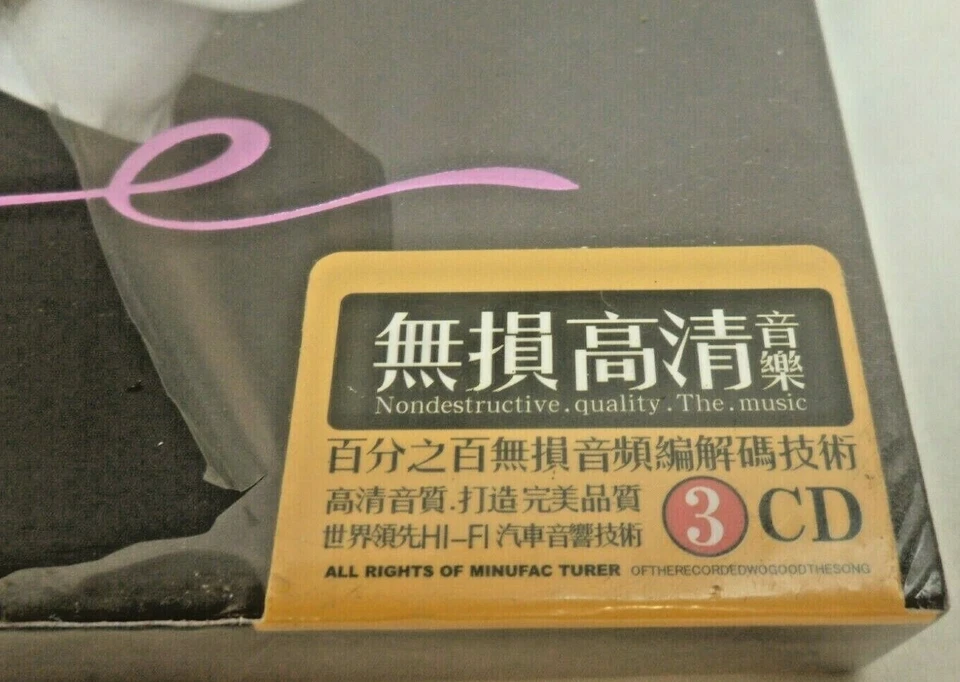 e
無損高清音樂
Nondestructive.quality.The.music
百分之百無損音頻編解碼技術
高清音質.打造完美品質
世界領先HI-FI汽車音響技術
3 CD
ALL RIGHTS OF MINUFAC TURER OFTHERECORDEDWOGOODTHESONG